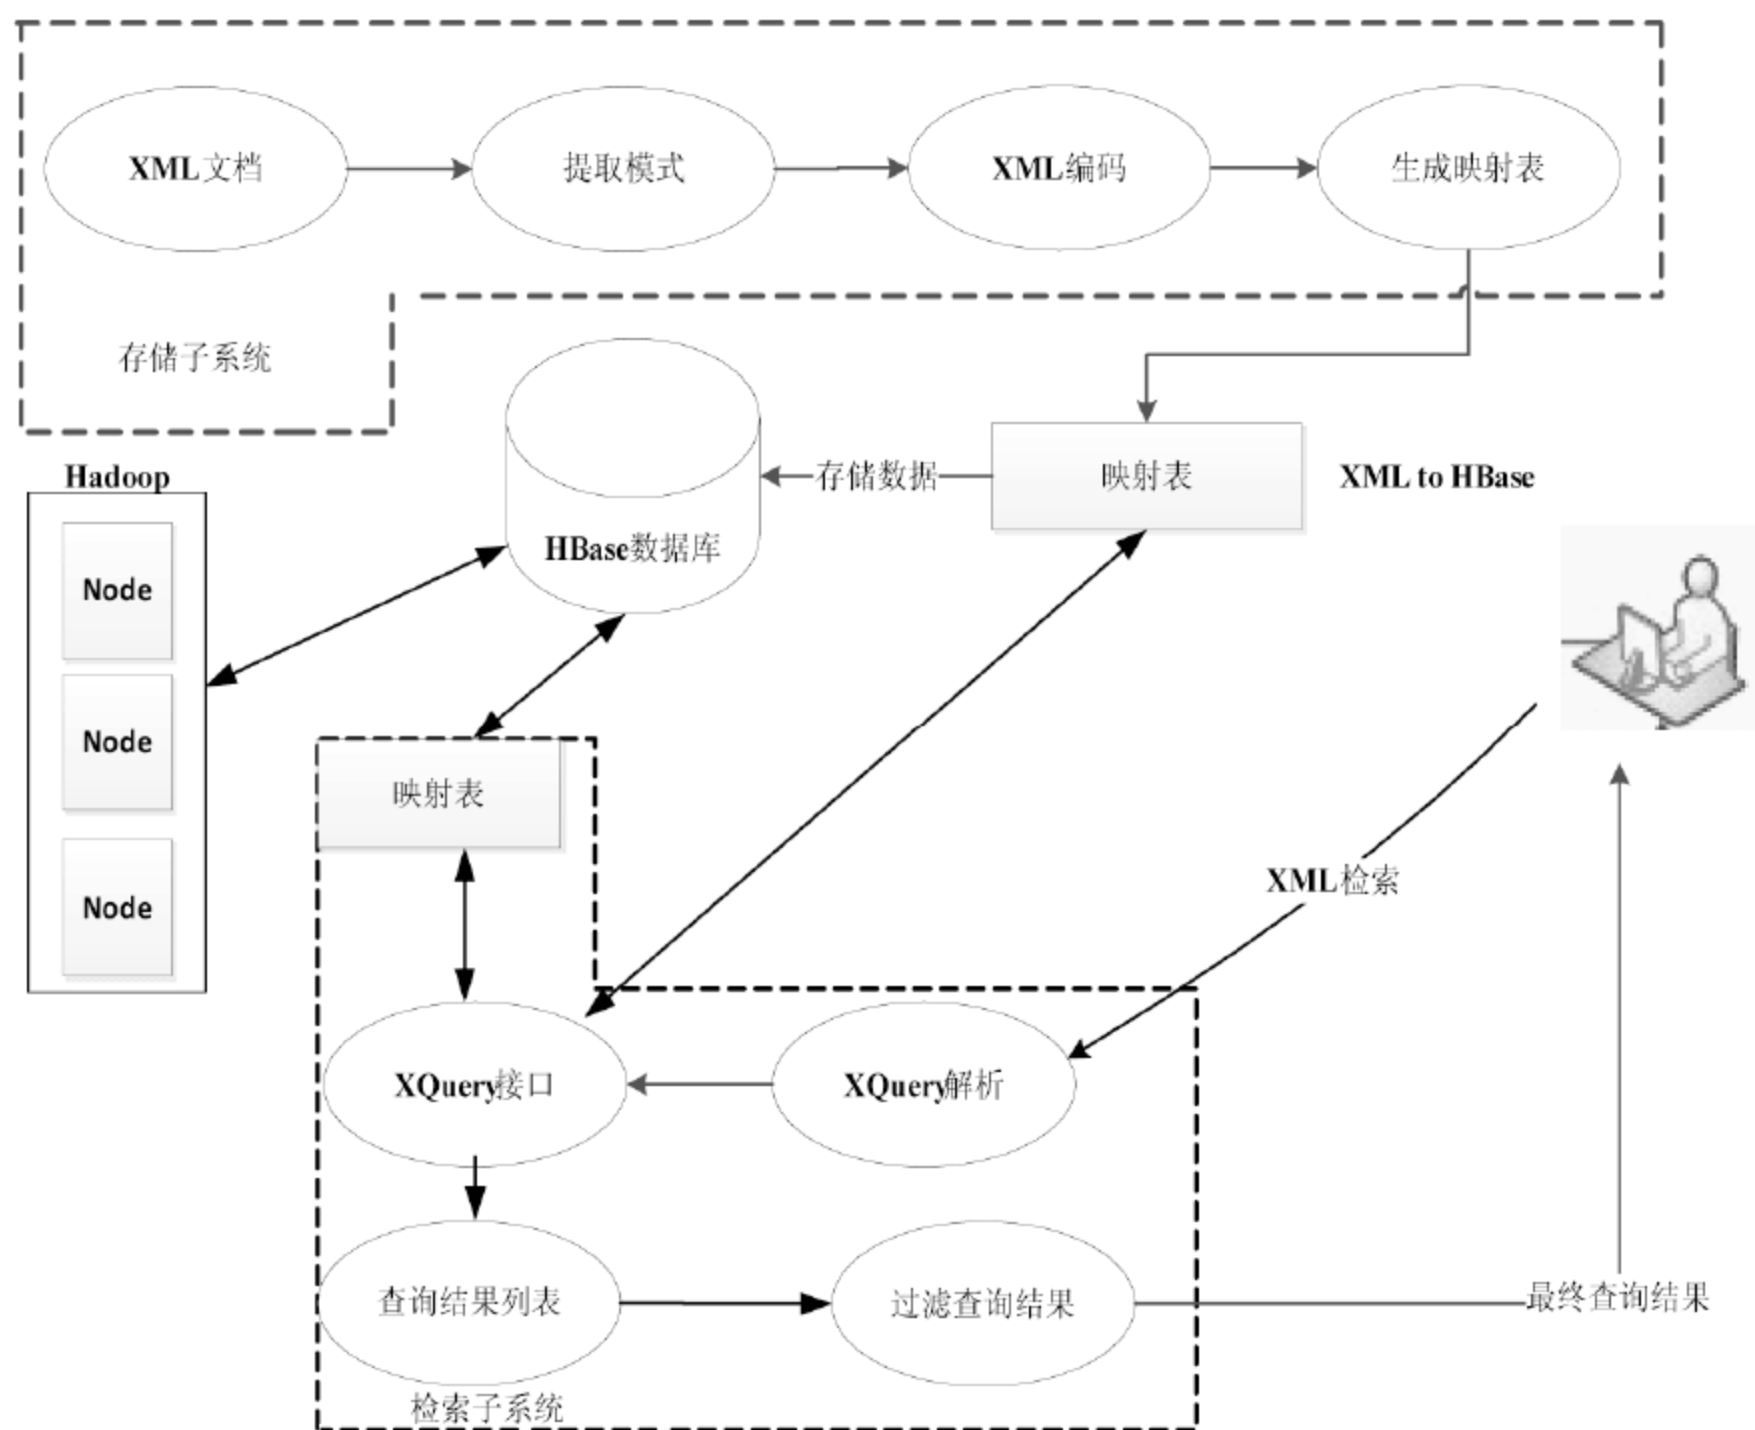 XML文档
提取模式
XML编码
生成映射表
存储子系统
Hadoop
存储数据
映射表
XML to HBase
HBase数据库
Node
Node
Node
映射表
XML检索
XQuery接口
XQuery解析
查询结果列表
过滤查询结果
最终查询结果
检索子系统